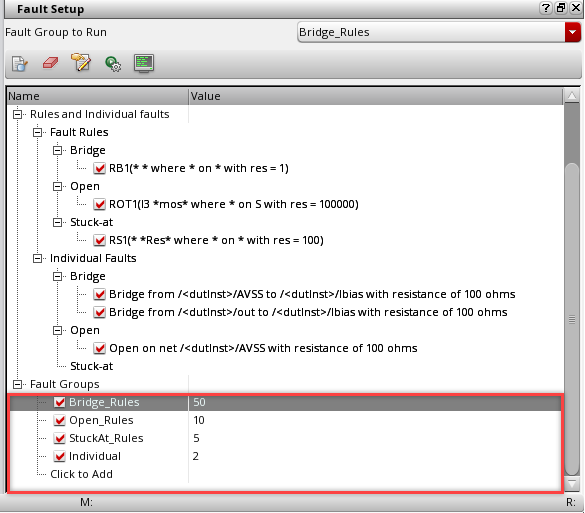 Fault Setup
Fault Group to Run Bridge_Rules
Name Value
Rules and Individual faults
Fault Rules
Bridge
RB1(* * where * on * with res = 1)
Open
ROT1(I3 *mos* where * on S with res = 100000)
Stuck-at
RS1(* *Res* where * on * with res = 100)
Individual Faults
Bridge
Bridge from /<dutInst>/AVSS to /<dutInst>/Ibias with resistance of 100 ohms
Bridge from /<dutInst>/out to /<dutInst>/Ibias with resistance of 100 ohms
Open
Open on net /<dutInst>/AVSS with resistance of 100 ohms
Stuck-at
Fault Groups
Bridge_Rules 50
Open_Rules 10
StuckAt_Rules 5
Individual 2
Click to Add
M: R: